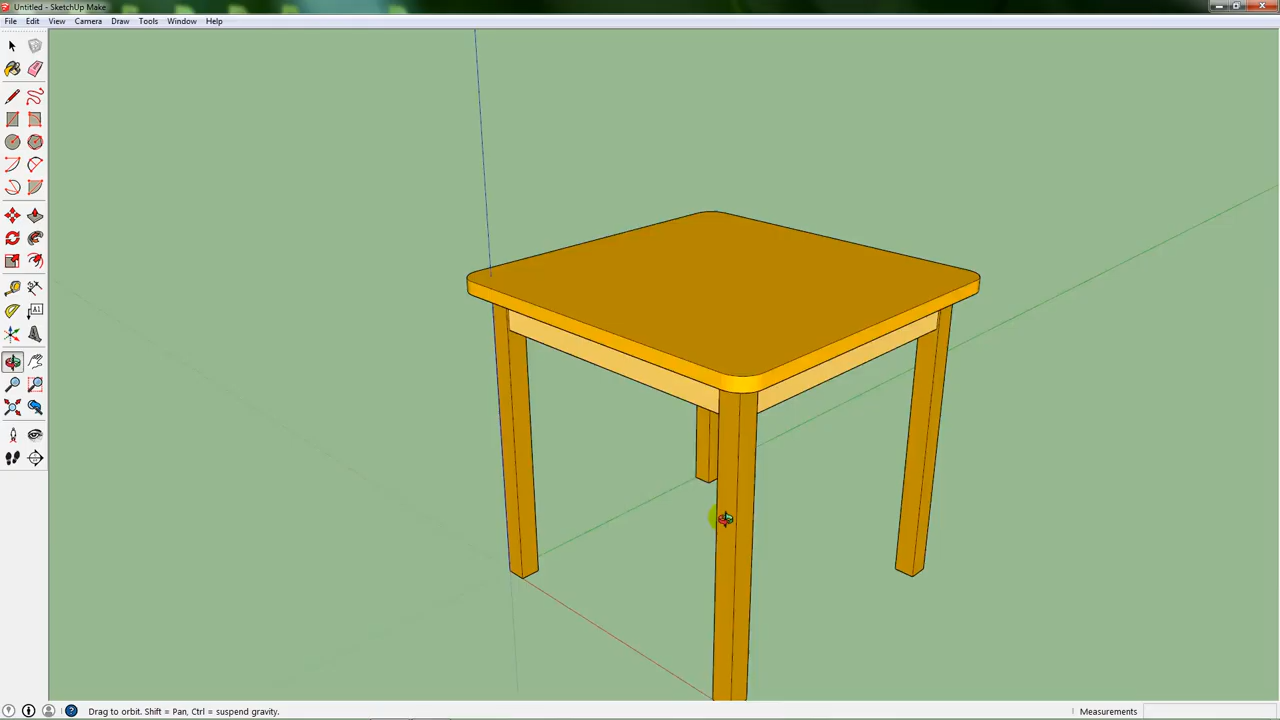 Untitled - SketchUp Make
File Edit View Camera Draw Tools Window Help
A1
Drag to orbit. Shift = Pan, Ctrl = suspend gravity.
Measurements